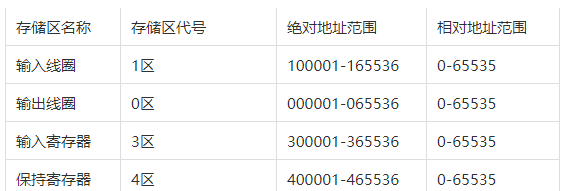 存储区名称 存储区代号 绝对地址范围 相对地址范围
输入线圈 1区 100001-165536 0-65535
输出线圈 0区 000001-065536 0-65535
输入寄存器 3区 300001-365536 0-65535
保持寄存器 4区 400001-465536 0-65535